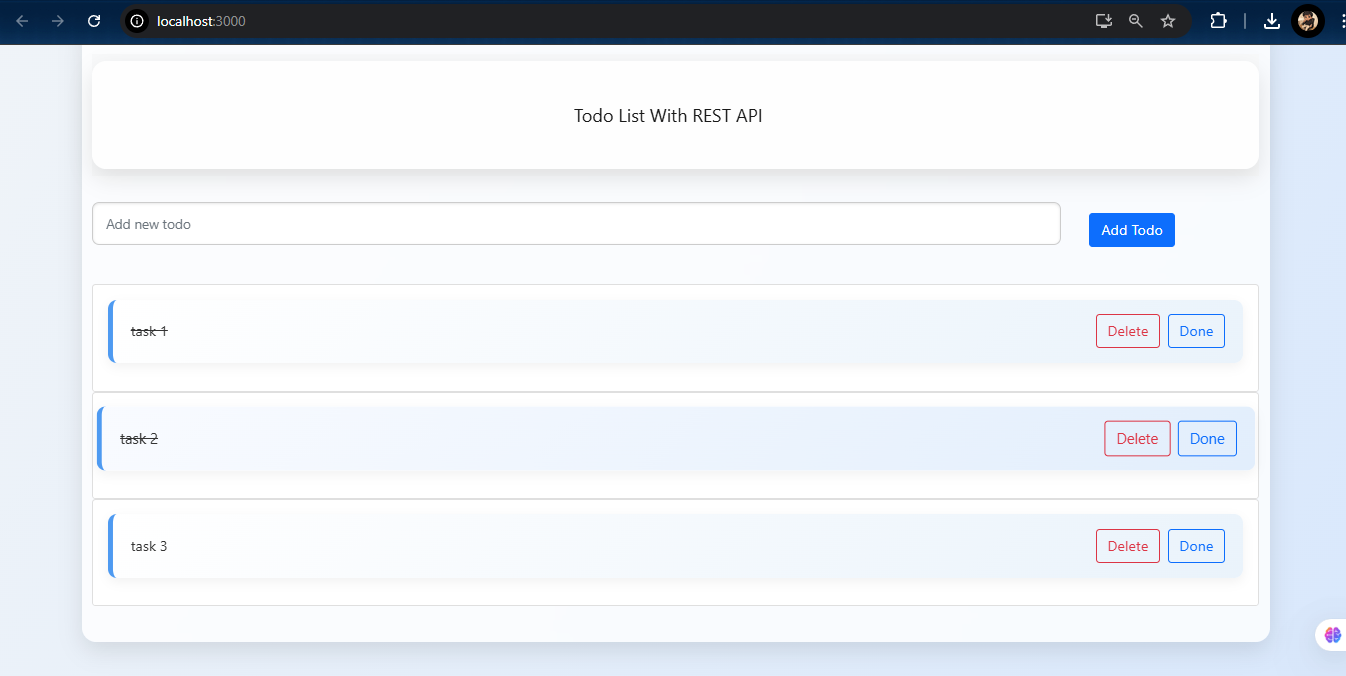 localhost:3000
Todo List With REST API
Add new todo
Add Todo
task 1
Delete
Done
task 2
Delete
Done
task 3
Delete
Done